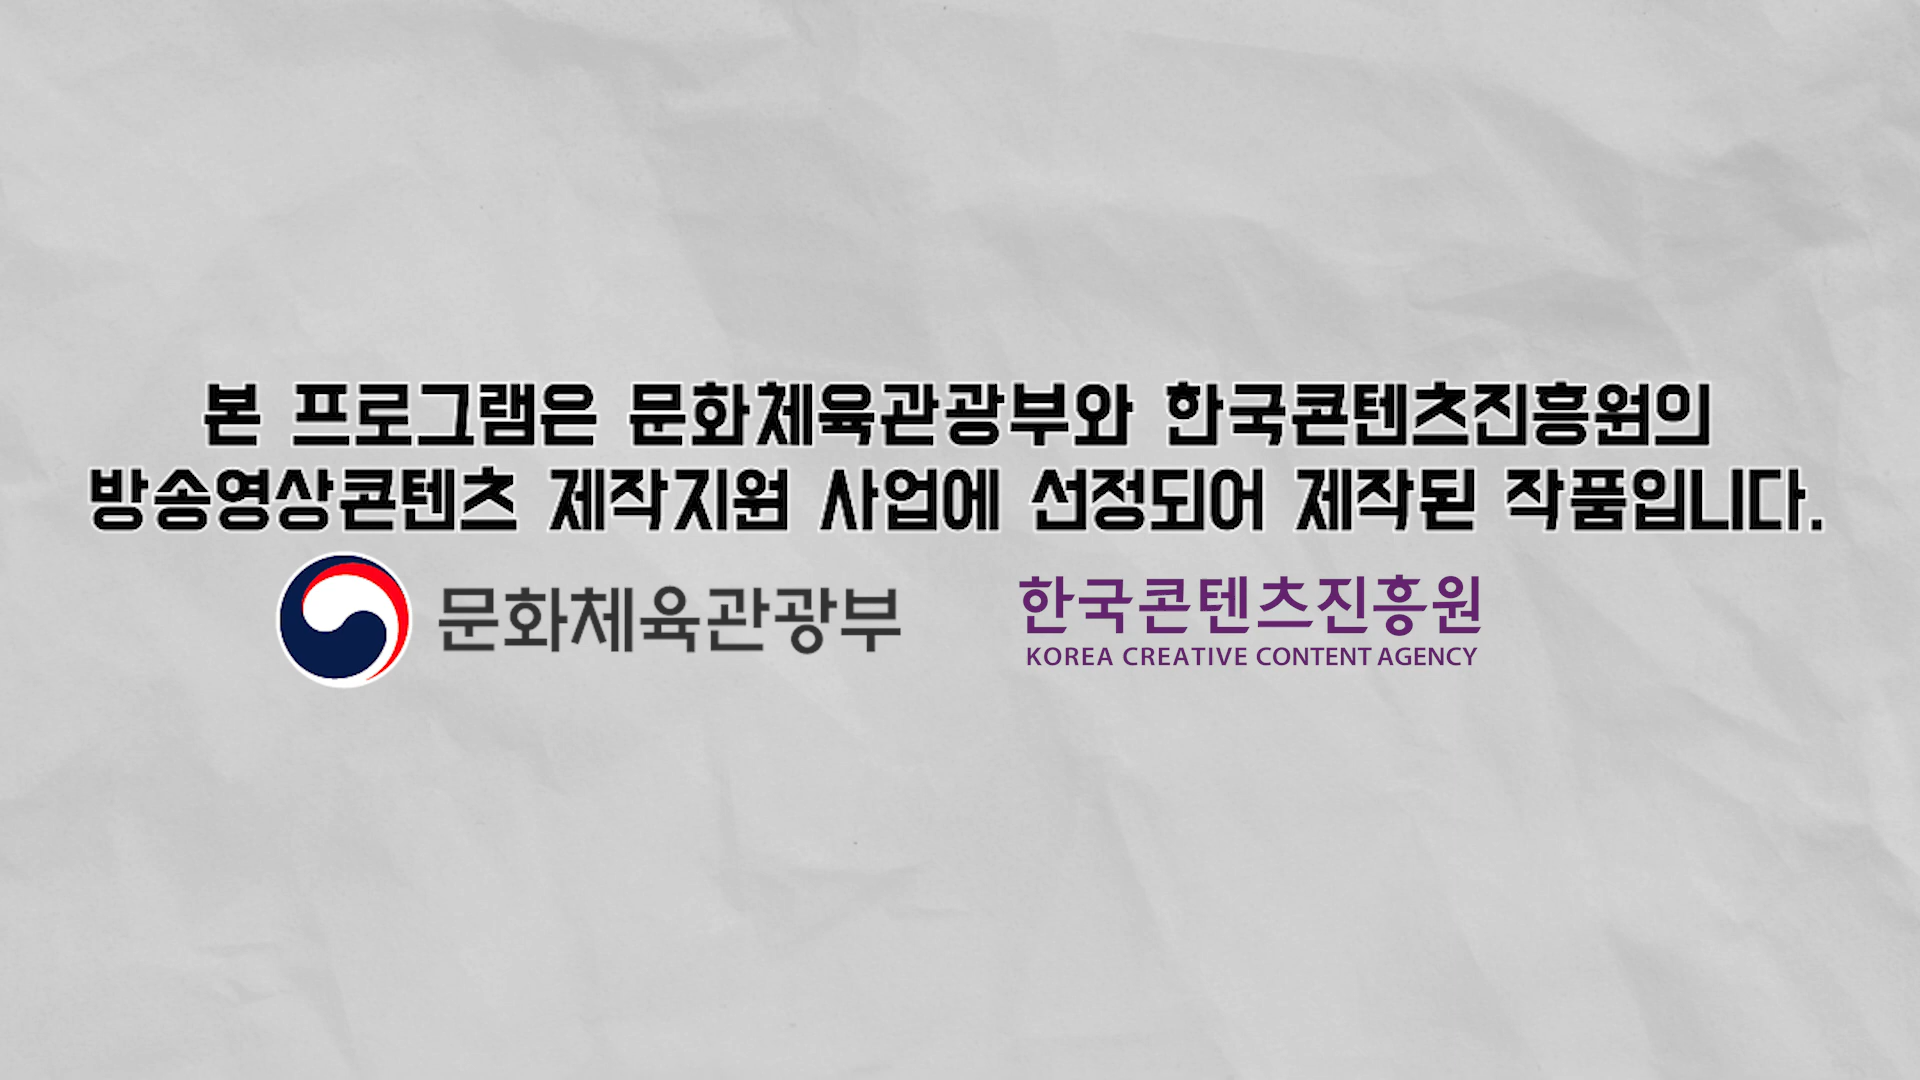 본 프로그램은 문화체육관광부와 한국콘텐츠진흥원의
방송영상콘텐츠 제작지원 사업에 선정되어 제작된 작품입니다.
문화체육관광부
한국콘텐츠진흥원
KOREA CREATIVE CONTENT AGENCY